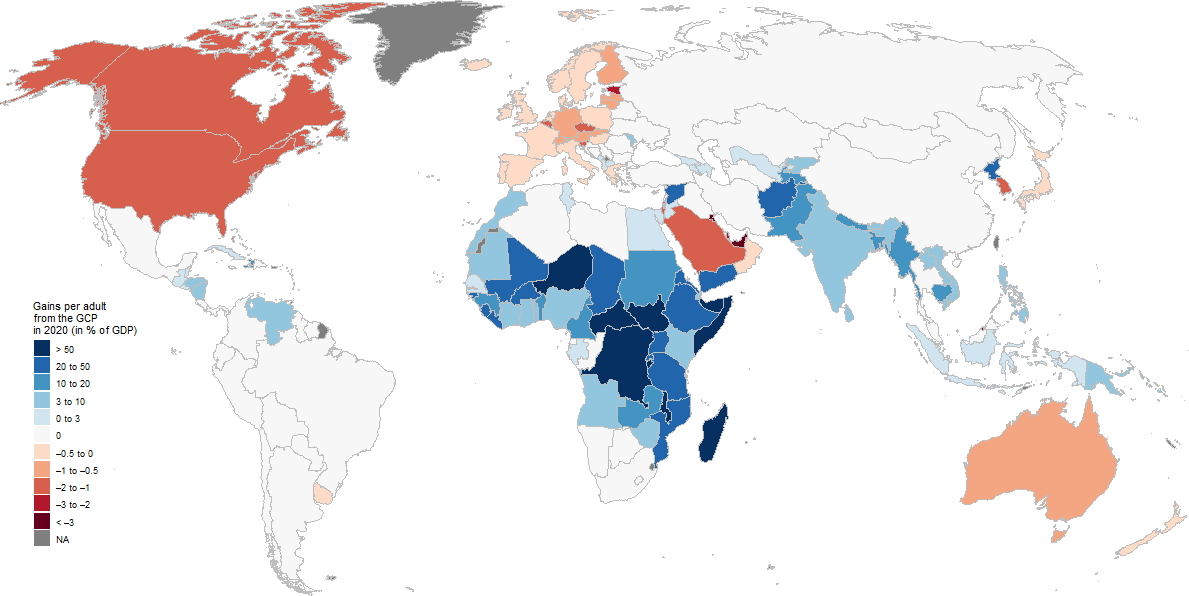 Gains per adult
from the GCP
in 2020 (in % of GDP)
> 50
20 to 50
10 to 20
3 to 10
0 to 3
0
–0.5 to 0
–1 to –0.5
–2 to –1
–3 to –2
< –3
NA